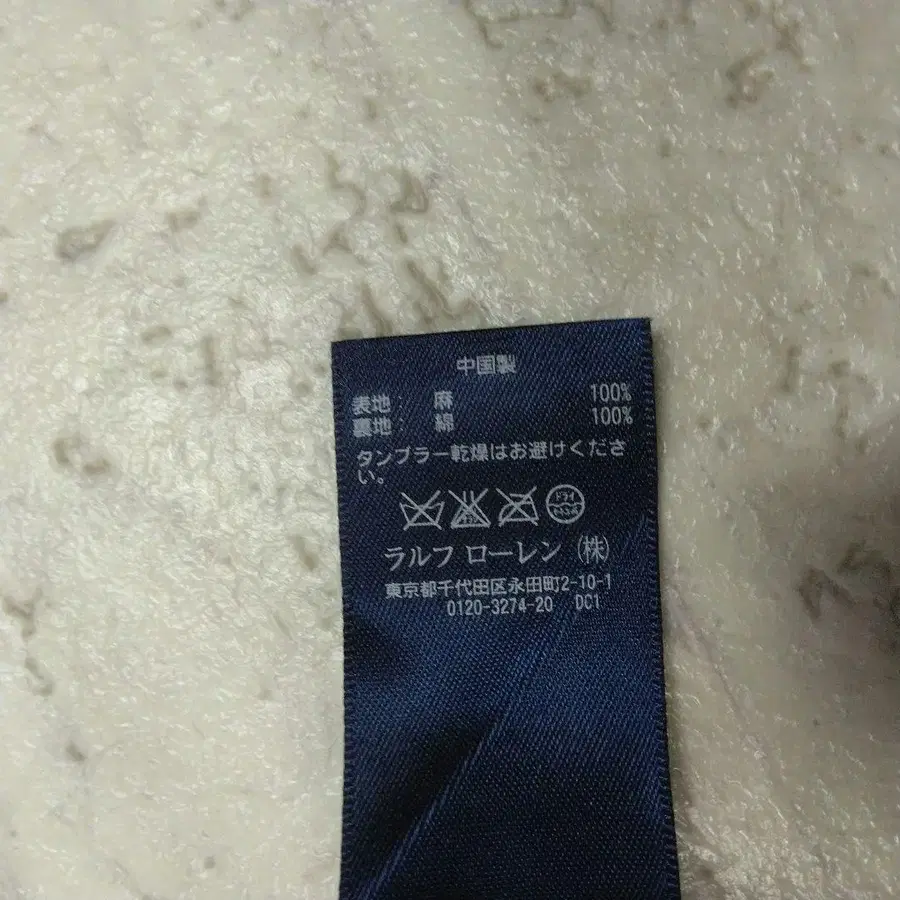 中国製
表地： 麻 100%
裏地： 綿 100%
タンブラー乾燥はお避けくださ
い。
ラルフ ローレン (株)
東京都千代田区永田町2-10-1
0120-3274-20 DC1